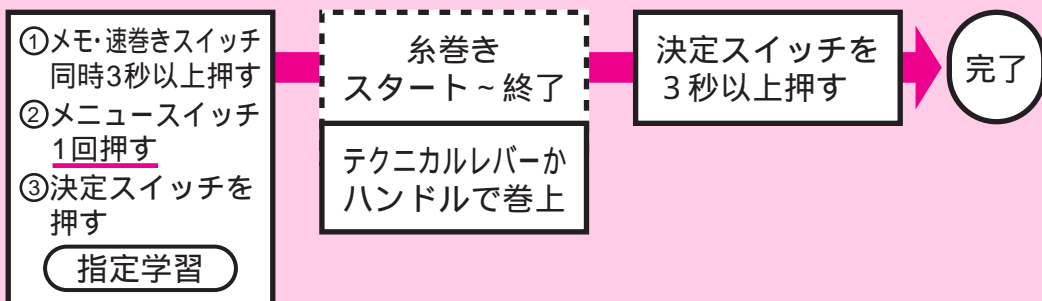 ①メモ・速巻きスイッチ
同時3秒以上押す
②メニュースイッチ
1回押す
③決定スイッチを
押す
指定学習
糸巻き
スタート~終了
テクニカルレバーか
ハンドルで巻上
決定スイッチを
3秒以上押す
完了